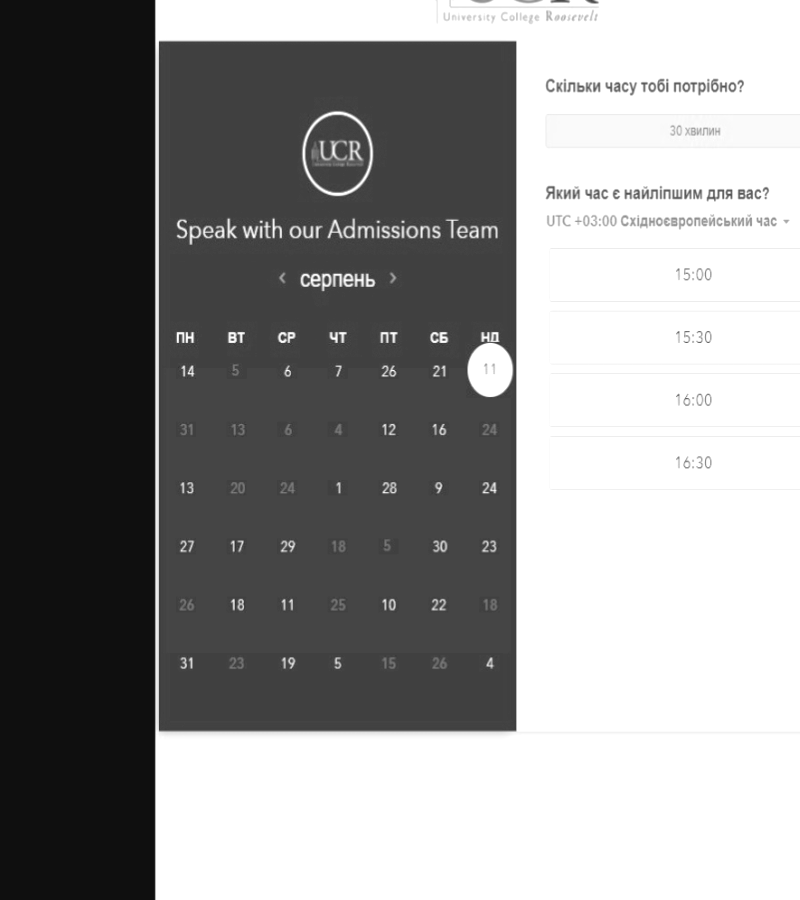 UCR
University College Roosevelt
UCR
Speak with our Admissions Team
‹ серпень ›
ПН ВТ СР ЧТ ПТ СБ НД
14 5 6 7 26 21 11
31 13 6 4 12 16 24
13 20 24 1 28 9 24
27 17 29 18 5 30 23
26 18 11 25 10 22 18
31 23 19 5 15 26 4
Скільки часу тобі потрібно?
30 хвилин
Який час є найліпшим для вас?
UTC +03:00 Східноєвропейський час
15:00
15:30
16:00
16:30